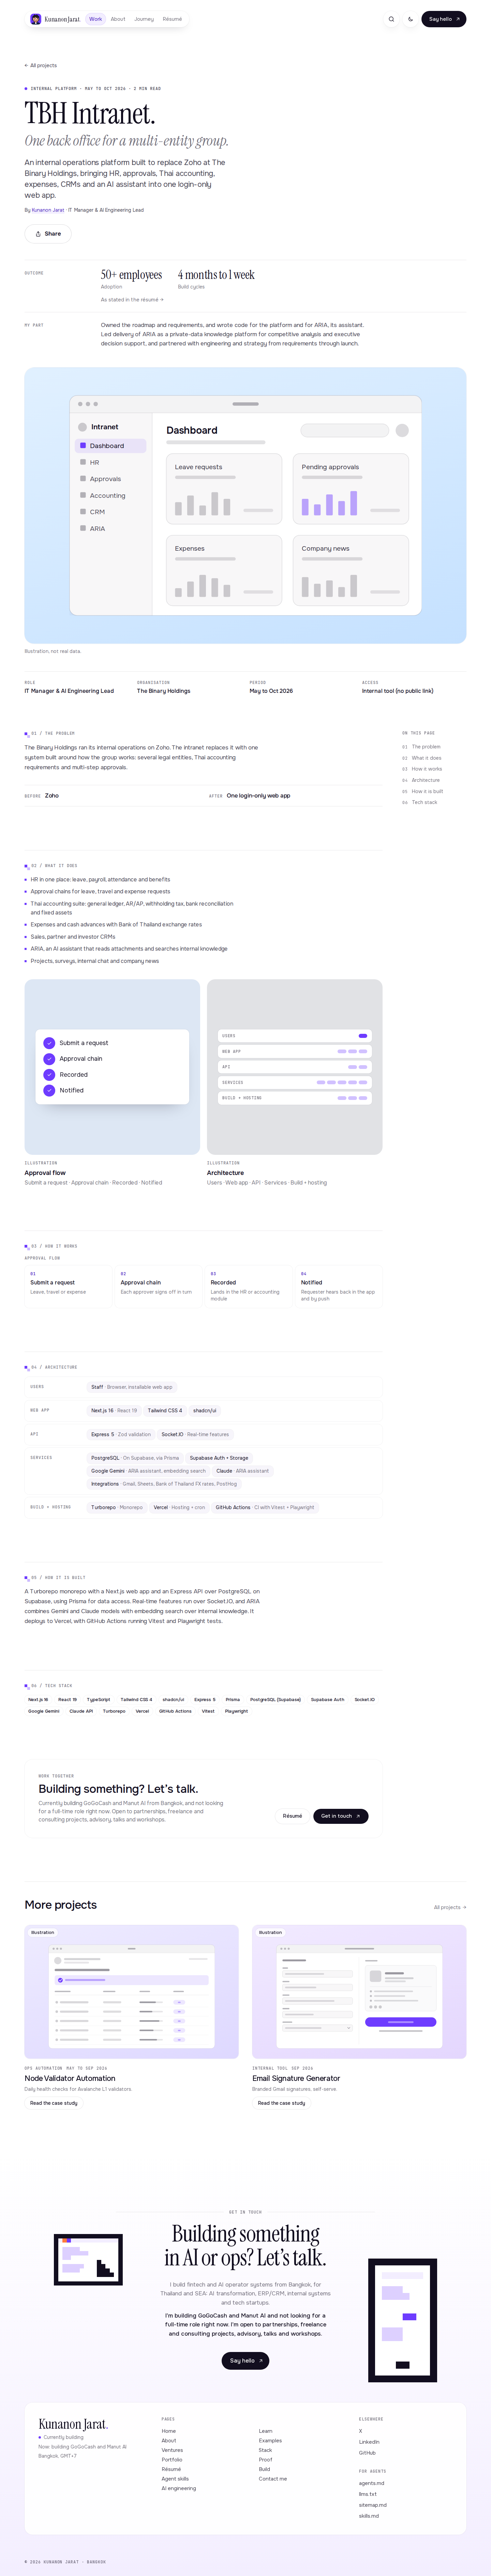 Kunanon Jarat.
Work
About
Journey
Résumé
Say hello ↗
← All projects
INTERNAL PLATFORM · MAY TO OCT 2026 · 2 MIN READ
TBH Intranet.
One back office for a multi-entity group.
An internal operations platform built to replace Zoho at The
Binary Holdings, bringing HR, approvals, Thai accounting,
expenses, CRMs and an AI assistant into one login-only
web app.
By Kunanon Jarat · IT Manager & AI Engineering Lead
Share
OUTCOME
50+ employees
4 months to 1 week
Adoption
Build cycles
As stated in the résumé →
MY PART
Owned the roadmap and requirements, and wrote code for the platform and for ARIA, its assistant.
Led delivery of ARIA as a private-data knowledge platform for competitive analysis and executive
decision support, and partnered with engineering and strategy from requirements through launch.
Intranet
Dashboard
HR
Approvals
Accounting
CRM
ARIA
Dashboard
Leave requests
Pending approvals
Expenses
Company news
Illustration, not real data.
ROLE
IT Manager & AI Engineering Lead
ORGANISATION
The Binary Holdings
PERIOD
May to Oct 2026
ACCESS
Internal tool (no public link)
01 / THE PROBLEM
The Binary Holdings ran its internal operations on Zoho. The intranet replaces it with one
system built around how the group works: several legal entities, Thai accounting
requirements and multi-step approvals.
BEFORE Zoho
AFTER One login-only web app
ON THIS PAGE
01 The problem
02 What it does
03 How it works
04 Architecture
05 How it is built
06 Tech stack
02 / WHAT IT DOES
HR in one place: leave, payroll, attendance and benefits
Approval chains for leave, travel and expense requests
Thai accounting suite: general ledger, AR/AP, withholding tax, bank reconciliation
and fixed assets
Expenses and cash advances with Bank of Thailand exchange rates
Sales, partner and investor CRMs
ARIA, an AI assistant that reads attachments and searches internal knowledge
Projects, surveys, internal chat and company news
Submit a request
Approval chain
Recorded
Notified
USERS
WEB APP
API
SERVICES
BUILD + HOSTING
ILLUSTRATION
Approval flow
Submit a request · Approval chain · Recorded · Notified
ILLUSTRATION
Architecture
Users · Web app · API · Services · Build + hosting
03 / HOW IT WORKS
APPROVAL FLOW
01
Submit a request
Leave, travel or expense
02
Approval chain
Each approver signs off in turn
03
Recorded
Lands in the HR or accounting
module
04
Notified
Requester hears back in the app
and by push
04 / ARCHITECTURE
USERS
Staff · Browser, installable web app
WEB APP
Next.js 16 · React 19
Tailwind CSS 4
shadcn/ui
API
Express 5 · Zod validation
Socket.IO · Real-time features
SERVICES
PostgreSQL · On Supabase, via Prisma
Supabase Auth + Storage
Google Gemini · ARIA assistant, embedding search
Claude · ARIA assistant
Integrations · Gmail, Sheets, Bank of Thailand FX rates, PostHog
BUILD + HOSTING
Turborepo · Monorepo
Vercel · Hosting + cron
GitHub Actions · CI with Vitest + Playwright
05 / HOW IT IS BUILT
A Turborepo monorepo with a Next.js web app and an Express API over PostgreSQL on
Supabase, using Prisma for data access. Real-time features run over Socket.IO, and ARIA
combines Gemini and Claude models with embedding search over internal knowledge. It
deploys to Vercel, with GitHub Actions running Vitest and Playwright tests.
06 / TECH STACK
Next.js 16
React 19
TypeScript
Tailwind CSS 4
shadcn/ui
Express 5
Prisma
PostgreSQL (Supabase)
Supabase Auth
Socket.IO
Google Gemini
Claude API
Turborepo
Vercel
GitHub Actions
Vitest
Playwright
WORK TOGETHER
Building something? Let's talk.
Currently building GoGoCash and Manut AI from Bangkok, and not looking
for a full-time role right now. Open to partnerships, freelance and
consulting projects, advisory, talks and workshops.
Résumé
Get in touch ↗
More projects
All projects →
Illustration
OPS AUTOMATION MAY TO SEP 2026
Node Validator Automation
Daily health checks for Avalanche L1 validators.
Read the case study
Illustration
INTERNAL TOOL SEP 2026
Email Signature Generator
Branded Gmail signatures, self-serve.
Read the case study
GET IN TOUCH
Building something
in AI or ops? Let's talk.
I build fintech and AI operator systems from Bangkok, for
Thailand and SEA: AI transformation, ERP/CRM, internal systems
and tech startups.
I'm building GoGoCash and Manut AI and not looking for a
full-time role right now. I'm open to partnerships, freelance
and consulting projects, advisory, talks and workshops.
Say hello ↗
Kunanon Jarat.
Currently building
Now: building GoGoCash and Manut AI
Bangkok, GMT+7
PAGES
Home
About
Ventures
Portfolio
Résumé
Agent skills
AI engineering
Learn
Examples
Stack
Proof
Build
Contact me
ELSEWHERE
X
LinkedIn
GitHub
FOR AGENTS
agents.md
llms.txt
sitemap.md
skills.md
© 2026 KUNANON JARAT · BANGKOK